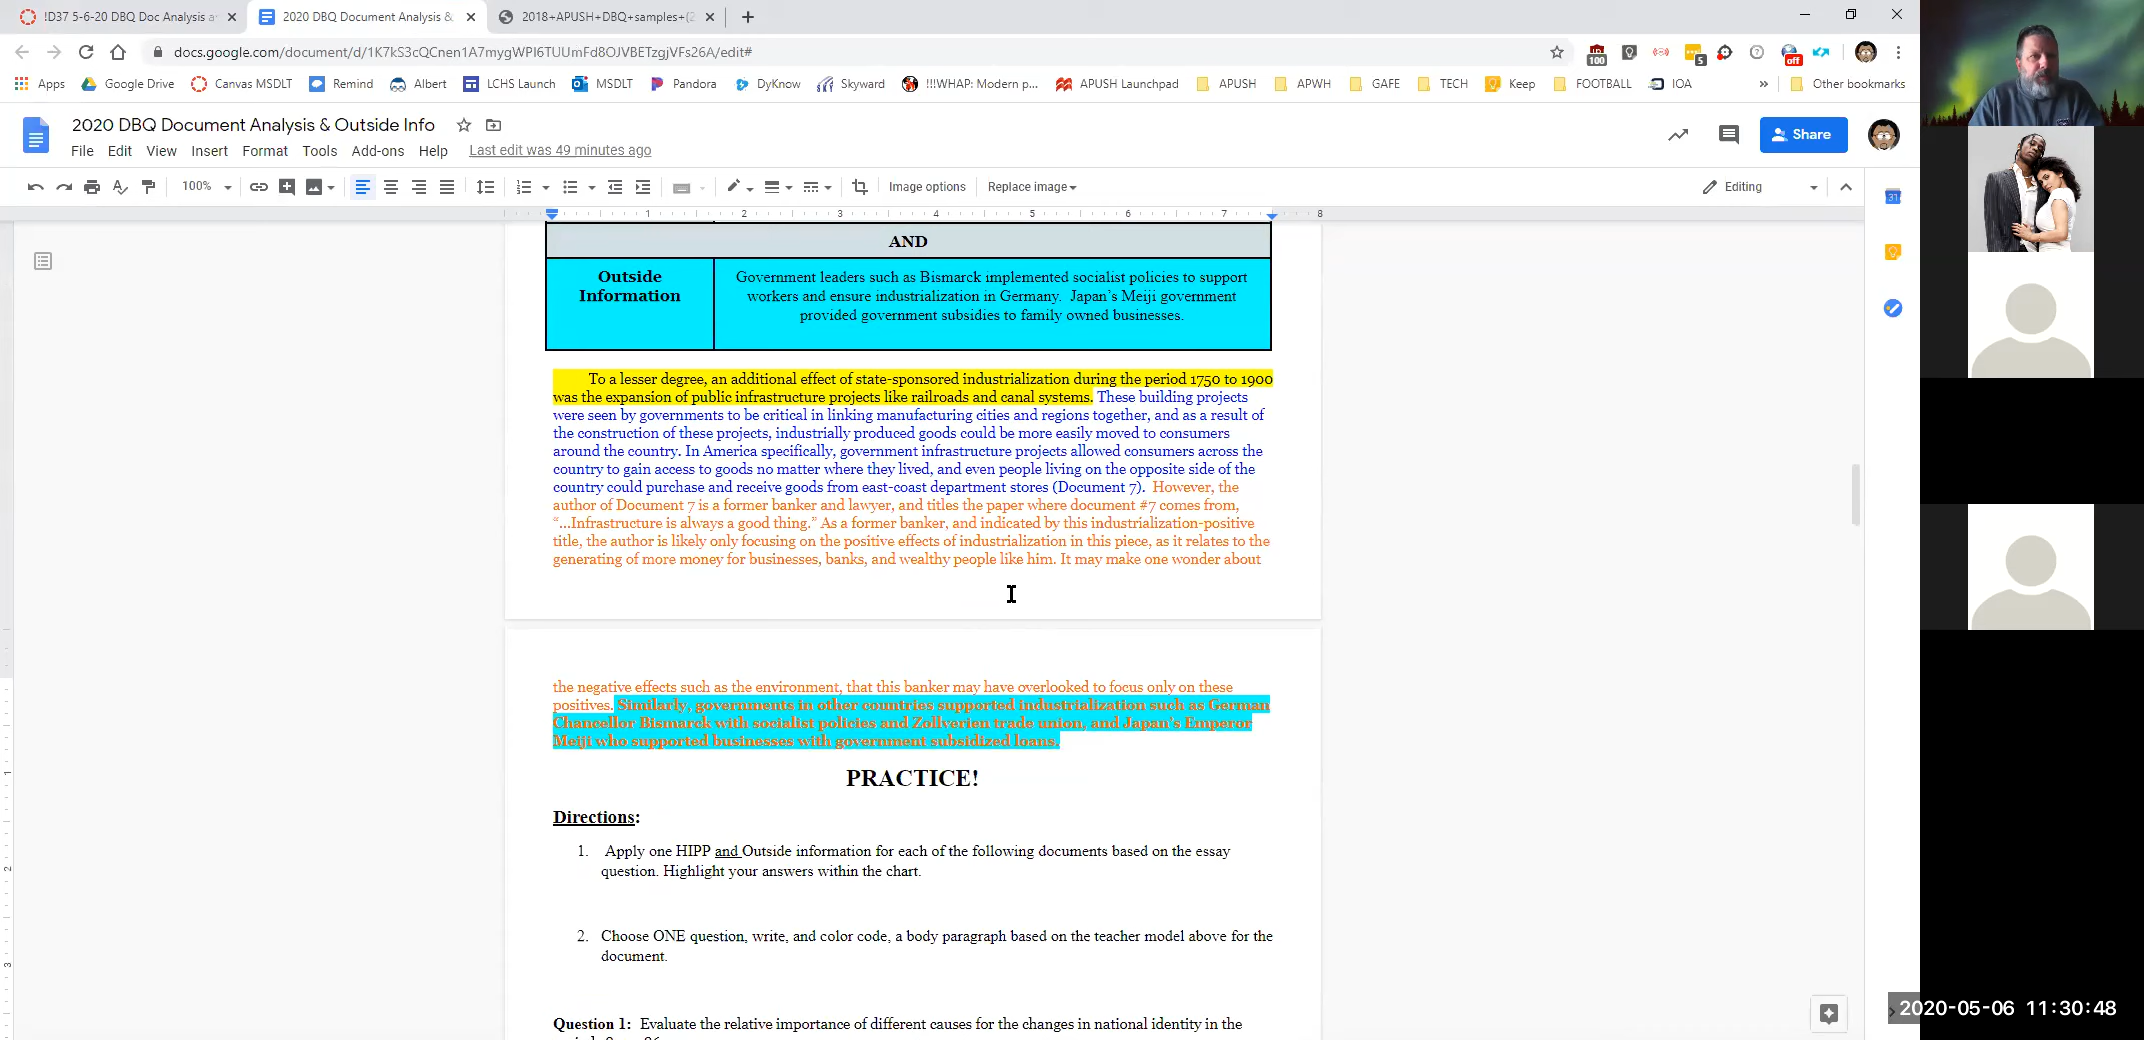 !D37 5-6-20 DBQ Doc Analysis a
2020 DBQ Document Analysis &
2018+APUSH+DBQ+samples+(2
docs.google.com/document/d/1K7kS3cQCnen1A7mygWPI6TUUmFd8OJVBETzgjVFs26A/edit#
100
5
off
Apps Google Drive Canvas MSDLT Remind Albert LCHS Launch MSDLT Pandora DyKnow Skyward !!!WHAP: Modern p... APUSH Launchpad APUSH APWH GAFE TECH Keep FOOTBALL IOA » Other bookmarks
2020 DBQ Document Analysis & Outside Info
Share
File Edit View Insert Format Tools Add-ons Help Last edit was 49 minutes ago
100% Image options Replace image Editing
31
1 2 3 4 5 6 7 8
AND
Outside
Information
Government leaders such as Bismarck implemented socialist policies to support
workers and ensure industrialization in Germany. Japan's Meiji government
provided government subsidies to family owned businesses.
To a lesser degree, an additional effect of state-sponsored industrialization during the period 1750 to 1900
was the expansion of public infrastructure projects like railroads and canal systems. These building projects
were seen by governments to be critical in linking manufacturing cities and regions together, and as a result of
the construction of these projects, industrially produced goods could be more easily moved to consumers
around the country. In America specifically, government infrastructure projects allowed consumers across the
country to gain access to goods no matter where they lived, and even people living on the opposite side of the
country could purchase and receive goods from east-coast department stores (Document 7). However, the
author of Document 7 is a former banker and lawyer, and titles the paper where document #7 comes from,
“...Infrastructure is always a good thing.” As a former banker, and indicated by this industrialization-positive
title, the author is likely only focusing on the positive effects of industrialization in this piece, as it relates to the
generating of more money for businesses, banks, and wealthy people like him. It may make one wonder about
the negative effects such as the environment, that this banker may have overlooked to focus only on these
positives. Similarly, governments in other countries supported industrialization such as German
Chancellor Bismarck with socialist policies and Zollverien trade union, and Japan's Emperor
Meiji who supported businesses with government subsidized loans.
PRACTICE!
Directions:
1. Apply one HIPP and Outside information for each of the following documents based on the essay
question. Highlight your answers within the chart.
2. Choose ONE question, write, and color code, a body paragraph based on the teacher model above for the
document.
Question 1: Evaluate the relative importance of different causes for the changes in national identity in the
1
2
3
2020-05-06 11:30:48